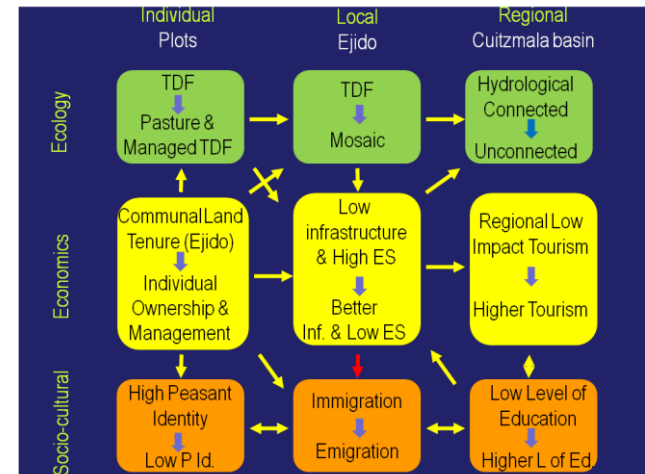 Individual
Plots
Local
Ejido
Regional
Cuitzmala basin
Ecology
TDF
Pasture &
Managed TDF
TDF
Mosaic
Hydrological
Connected
Unconnected
Economics
Communal Land
Tenure (Ejido)
Individual
Ownership &
Management
Low
infrastructure
& High ES
Better
Inf. & Low ES
Regional Low
Impact Tourism
Higher Tourism
Socio-cultural
High Peasant
Identity
Low P Id.
Immigration
Emigration
Low Level of
Education
Higher L of Ed